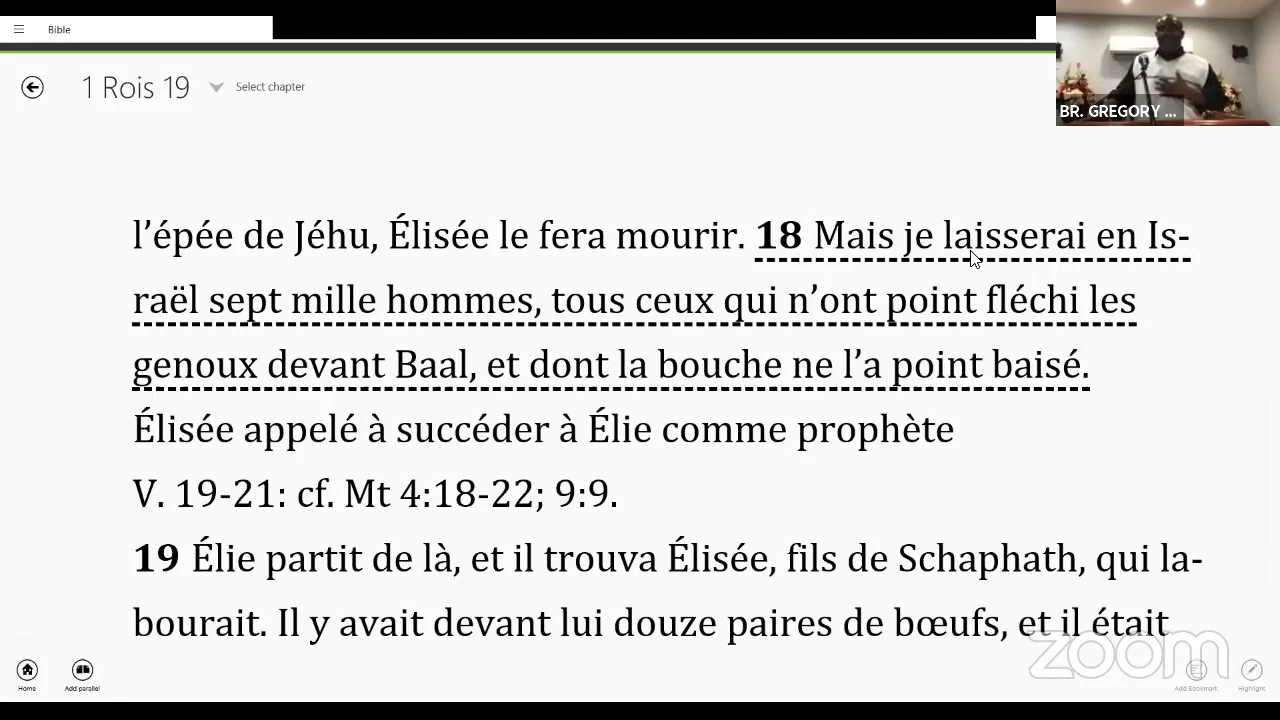 Bible
1 Rois 19
Select chapter
BR. GREGORY ...
l’épée de Jéhu, Élisée le fera mourir. 18 Mais je laisserai en Is-
raël sept mille hommes, tous ceux qui n’ont point fléchi les
genoux devant Baal, et dont la bouche ne l’a point baisé.
Élisée appelé à succéder à Élie comme prophète
V. 19-21: cf. Mt 4:18-22; 9:9.
19 Élie partit de là, et il trouva Élisée, fils de Schaphath, qui la-
bourait. Il y avait devant lui douze paires de bœufs, et il était
zoom
Home
Add parallel
Add Bookmark
Highlight